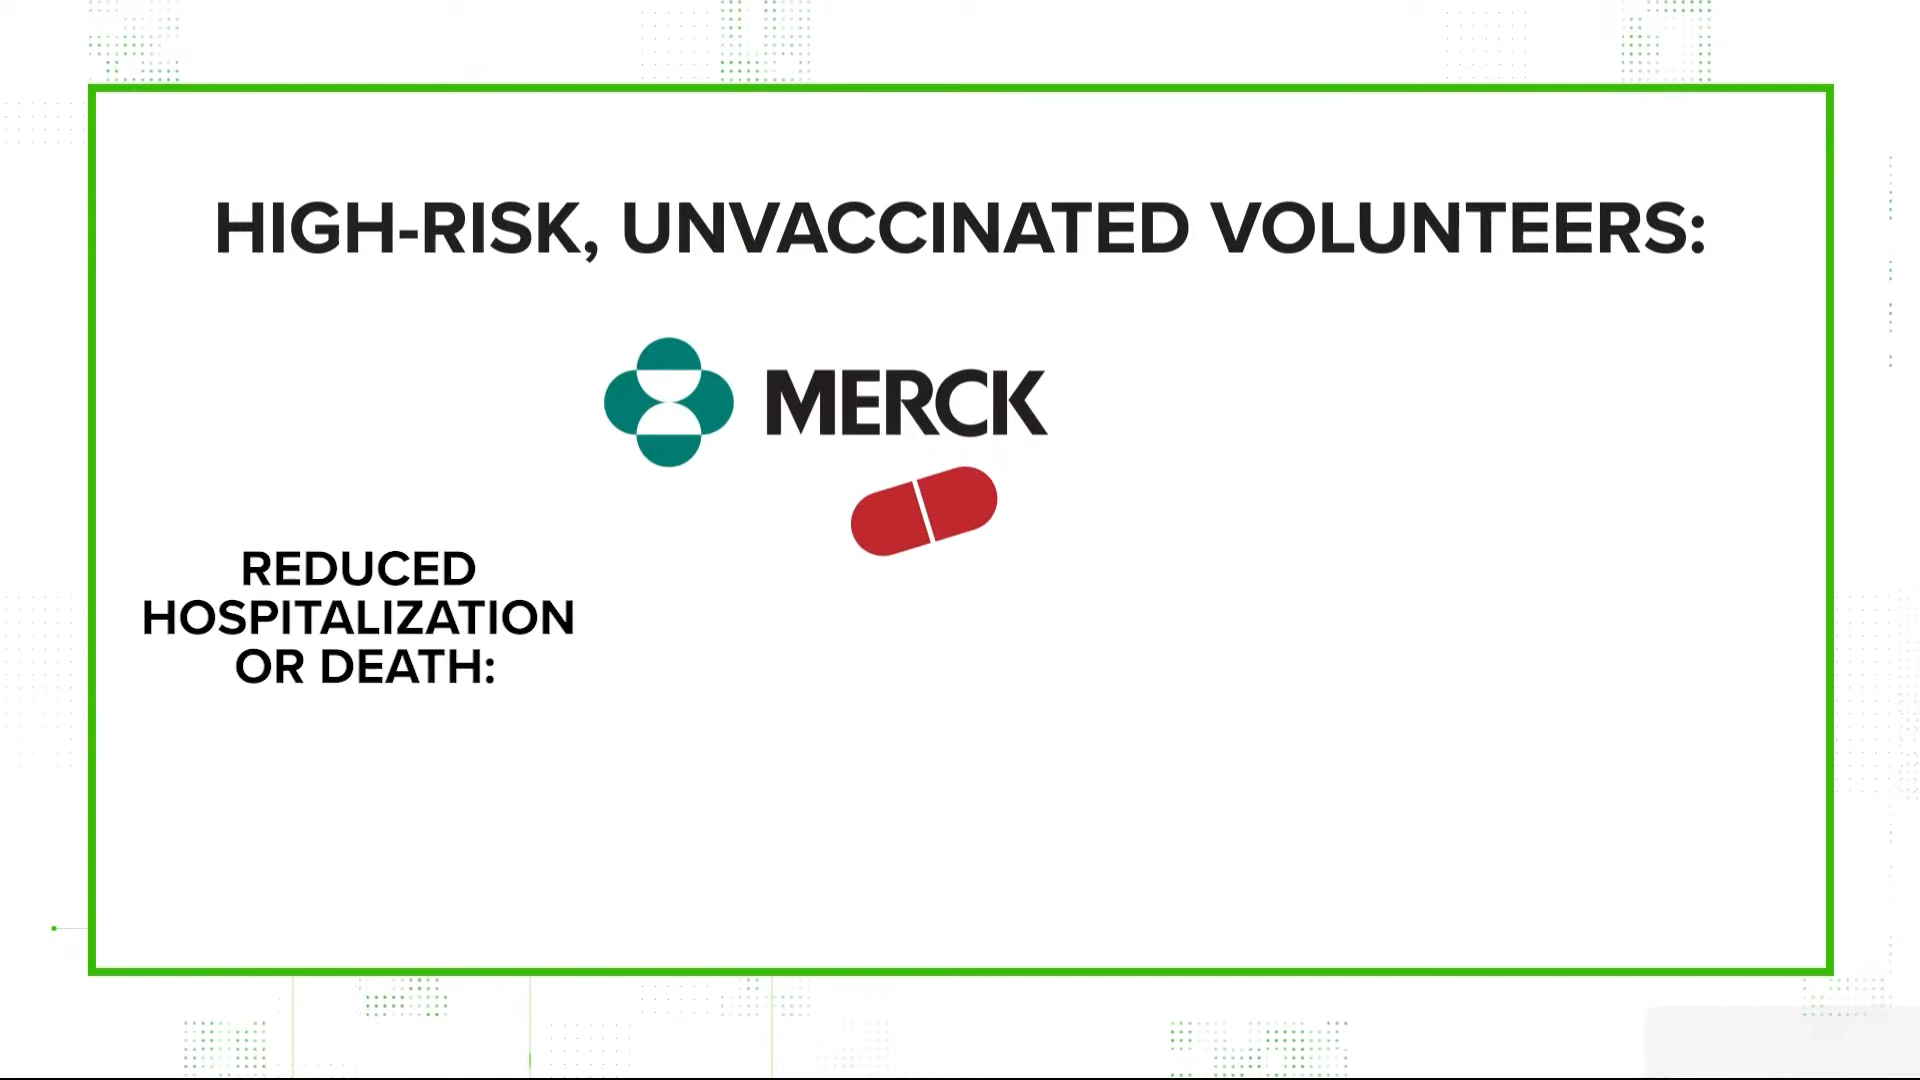 HIGH-RISK, UNVACCINATED VOLUNTEERS:
MERCK
REDUCED
HOSPITALIZATION
OR DEATH: